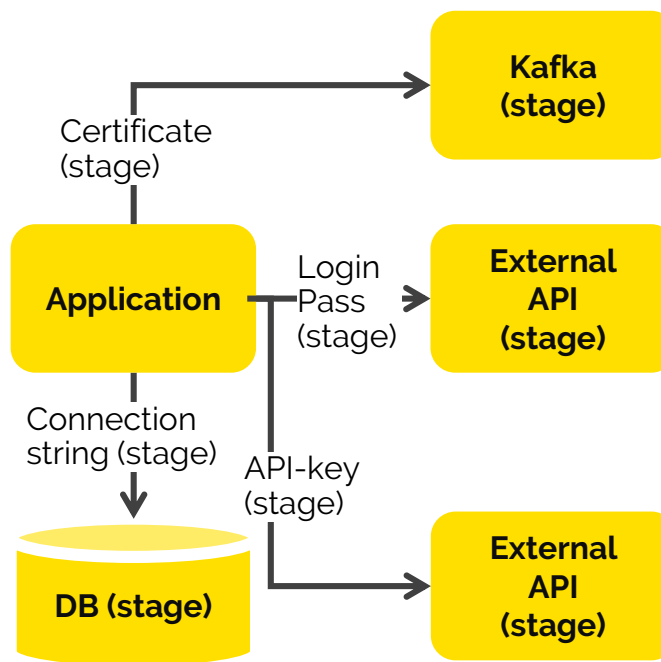 Kafka
(stage)
Certificate
(stage)
Application
Login
Pass
(stage)
External
API
(stage)
Connection
string (stage)
API-key
(stage)
DB (stage)
External
API
(stage)